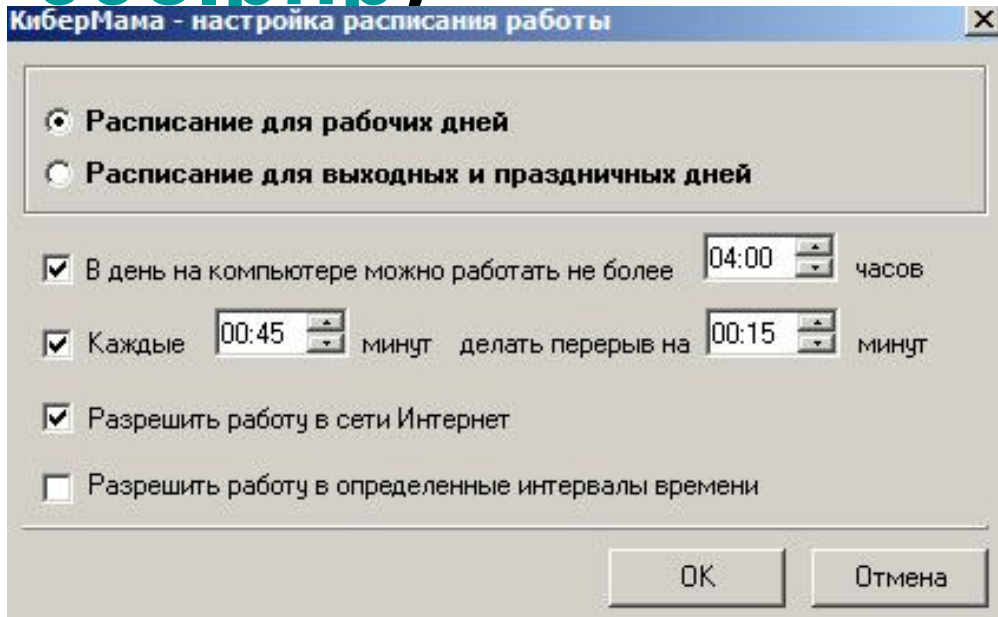 КиберМама - настройка расписания работы
Расписание для рабочих дней
Расписание для выходных и праздничных дней
В день на компьютере можно работать не более 04:00 часов
Каждые 00:45 минут делать перерыв на 00:15 минут
Разрешить работу в сети Интернет
Разрешить работу в определенные интервалы времени
OK Отмена